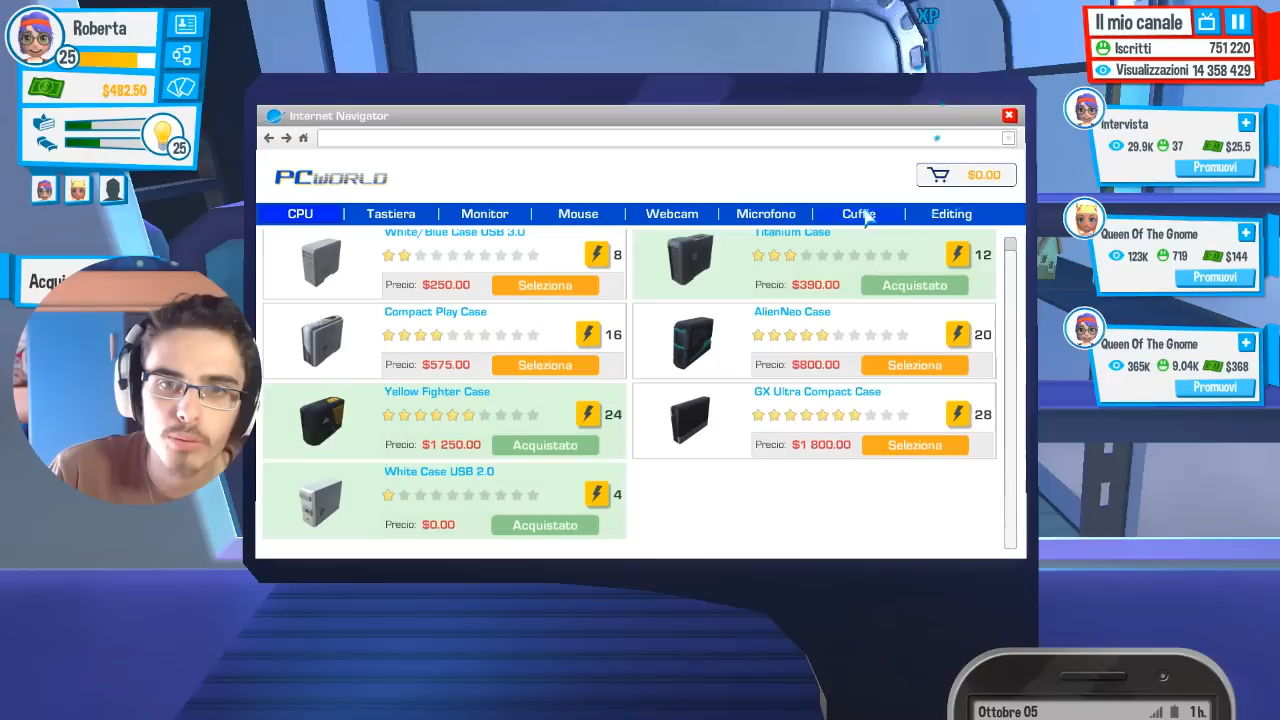 Roberta
25
$482.50
25
XP
Il mio canale
Iscritti 751 220
Visualizzazioni 14 358 429
Intervista
29.9K 37 $25.5
Promuovi
Queen Of The Gnome
123K 719 $144
Promuovi
Queen Of The Gnome
365K 9.04K $368
Promuovi
Internet Navigator
PCWORLD
$0.00
CPU | Tastiera | Monitor | Mouse | Webcam | Microfono | Cuffie | Editing
White/Blue Case USB 3.0
8
Precio: $250.00 Seleziona
Titanium Case
12
Precio: $390.00 Acquistato
Compact Play Case
16
Precio: $575.00 Seleziona
AlienNeo Case
20
Precio: $800.00 Seleziona
Yellow Fighter Case
24
Precio: $1 250.00 Acquistato
GX Ultra Compact Case
28
Precio: $1 800.00 Seleziona
White Case USB 2.0
4
Precio: $0.00 Acquistato
Ottobre 05 1h.